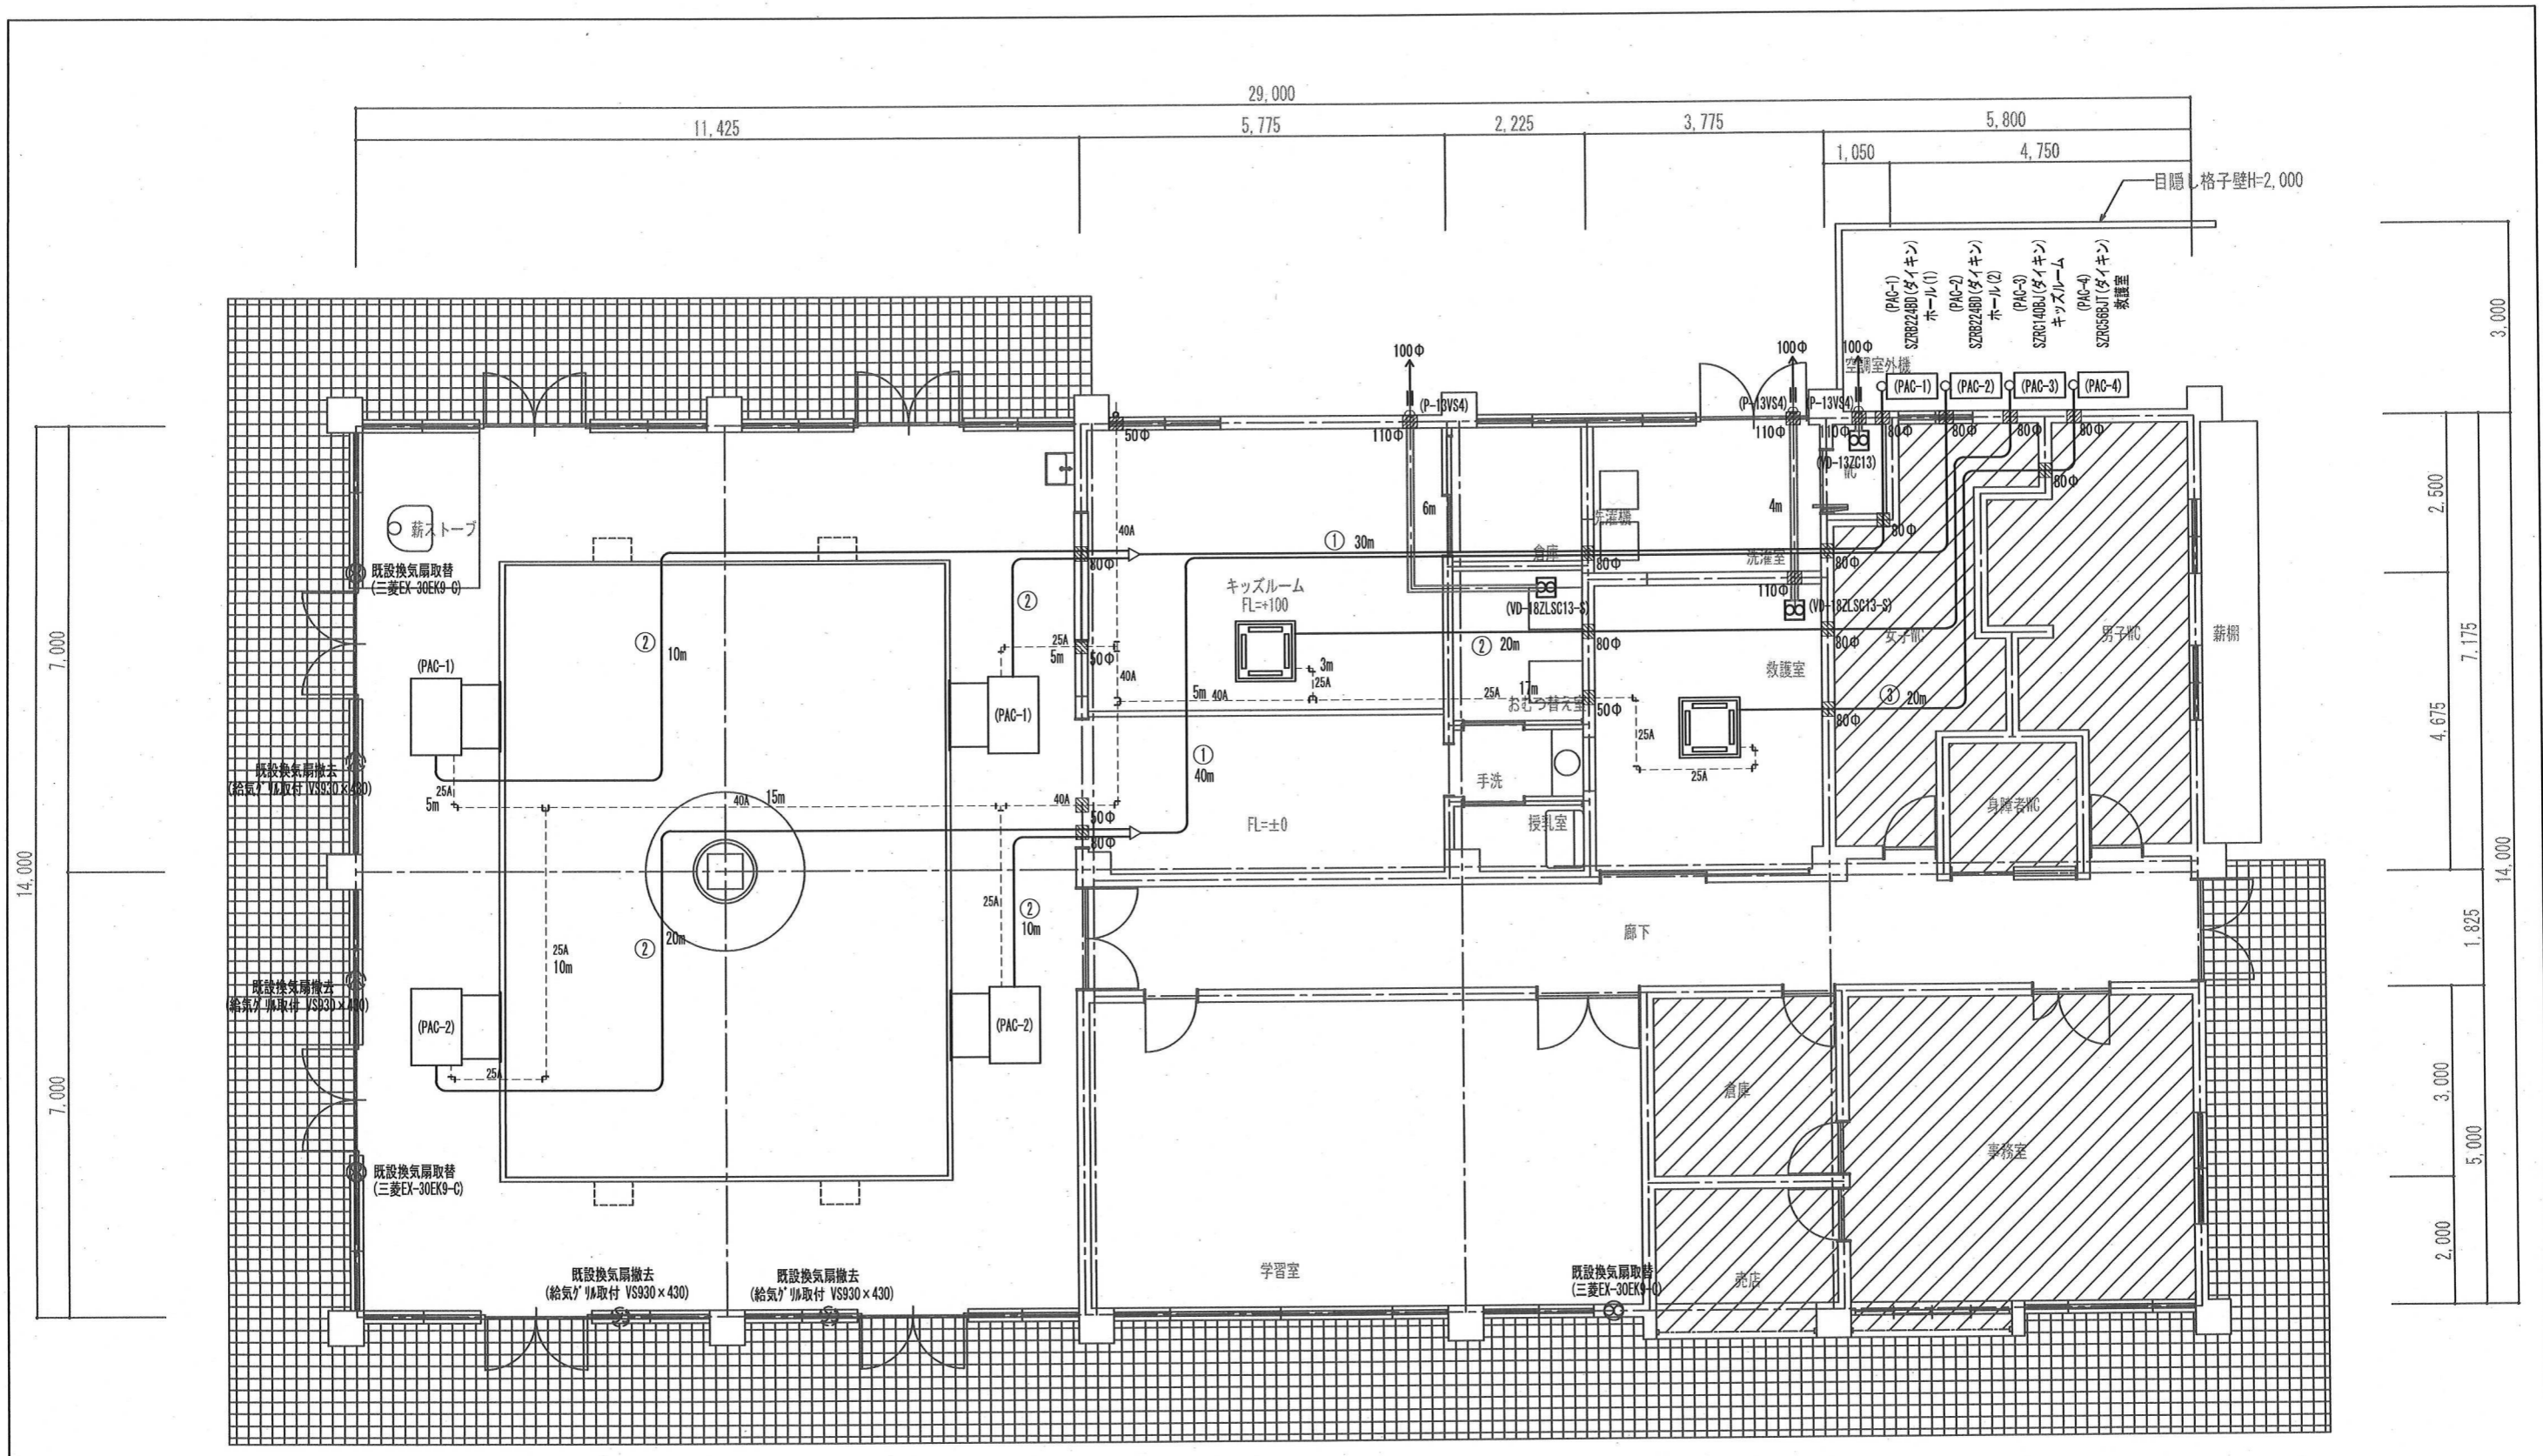 29,000
11,425
5,775
2,225
3,775
5,800
1,050
4,750
目隠し格子壁H=2,000
(PAC-1)
SZRB224BD(ダイキン)
ホール(1)
(PAC-2)
SZRB224BD(ダイキン)
ホール(2)
(PAC-3)
SZRC140BJ(ダイキン)
キッズルーム
(PAC-4)
SZRC56BJT(ダイキン)
救護室
3,000
100Φ
100Φ
100Φ
空調室外機
(PAC-1)
(PAC-2)
(PAC-3)
(PAC-4)
(P-13VS4)
(P-13VS4)
(P-13VS4)
50Φ
110Φ
110Φ
110Φ
80Φ
80Φ
80Φ
80Φ
(VD-13ZC13)
WC
80Φ
2,500
薪ストーブ
40A
6m
洗濯機
4m
80Φ
① 30m
倉庫
洗濯室
80Φ
80Φ
80Φ
既設換気扇取替
(三菱EX-30EK9-C)
キッズルーム
FL=+100
110Φ
②
(VD-18ZLSC13-S)
(VD-18ZLSC13-S)
7,000
②
10m
25A
5m
50Φ
② 20m
80Φ
80Φ
女子WC
男子WC
薪棚
7,175
(PAC-1)
40A
3m
25A
救護室
5m
40A
25A
17m
おむつ替え室
50Φ
③ 20m
80Φ
(PAC-1)
4,675
25A
既設換気扇撤去
(給気グリル取付 VS930×430)
①
40m
25A
手洗
25A
5m
40A
15m
40A
50Φ
身障者WC
FL=±0
授乳室
80Φ
14,000
14,000
25A
②
10m
廊下
1,825
②
20m
25A
10m
既設換気扇撤去
(給気グリル取付 VS930×430)
(PAC-2)
(PAC-2)
25A
7,000
倉庫
3,000
事務室
5,000
既設換気扇取替
(三菱EX-30EK9-C)
2,000
学習室
売店
既設換気扇撤去
(給気グリル取付 VS930×430)
既設換気扇撤去
(給気グリル取付 VS930×430)
既設換気扇取替
(三菱EX-30EK9-C)